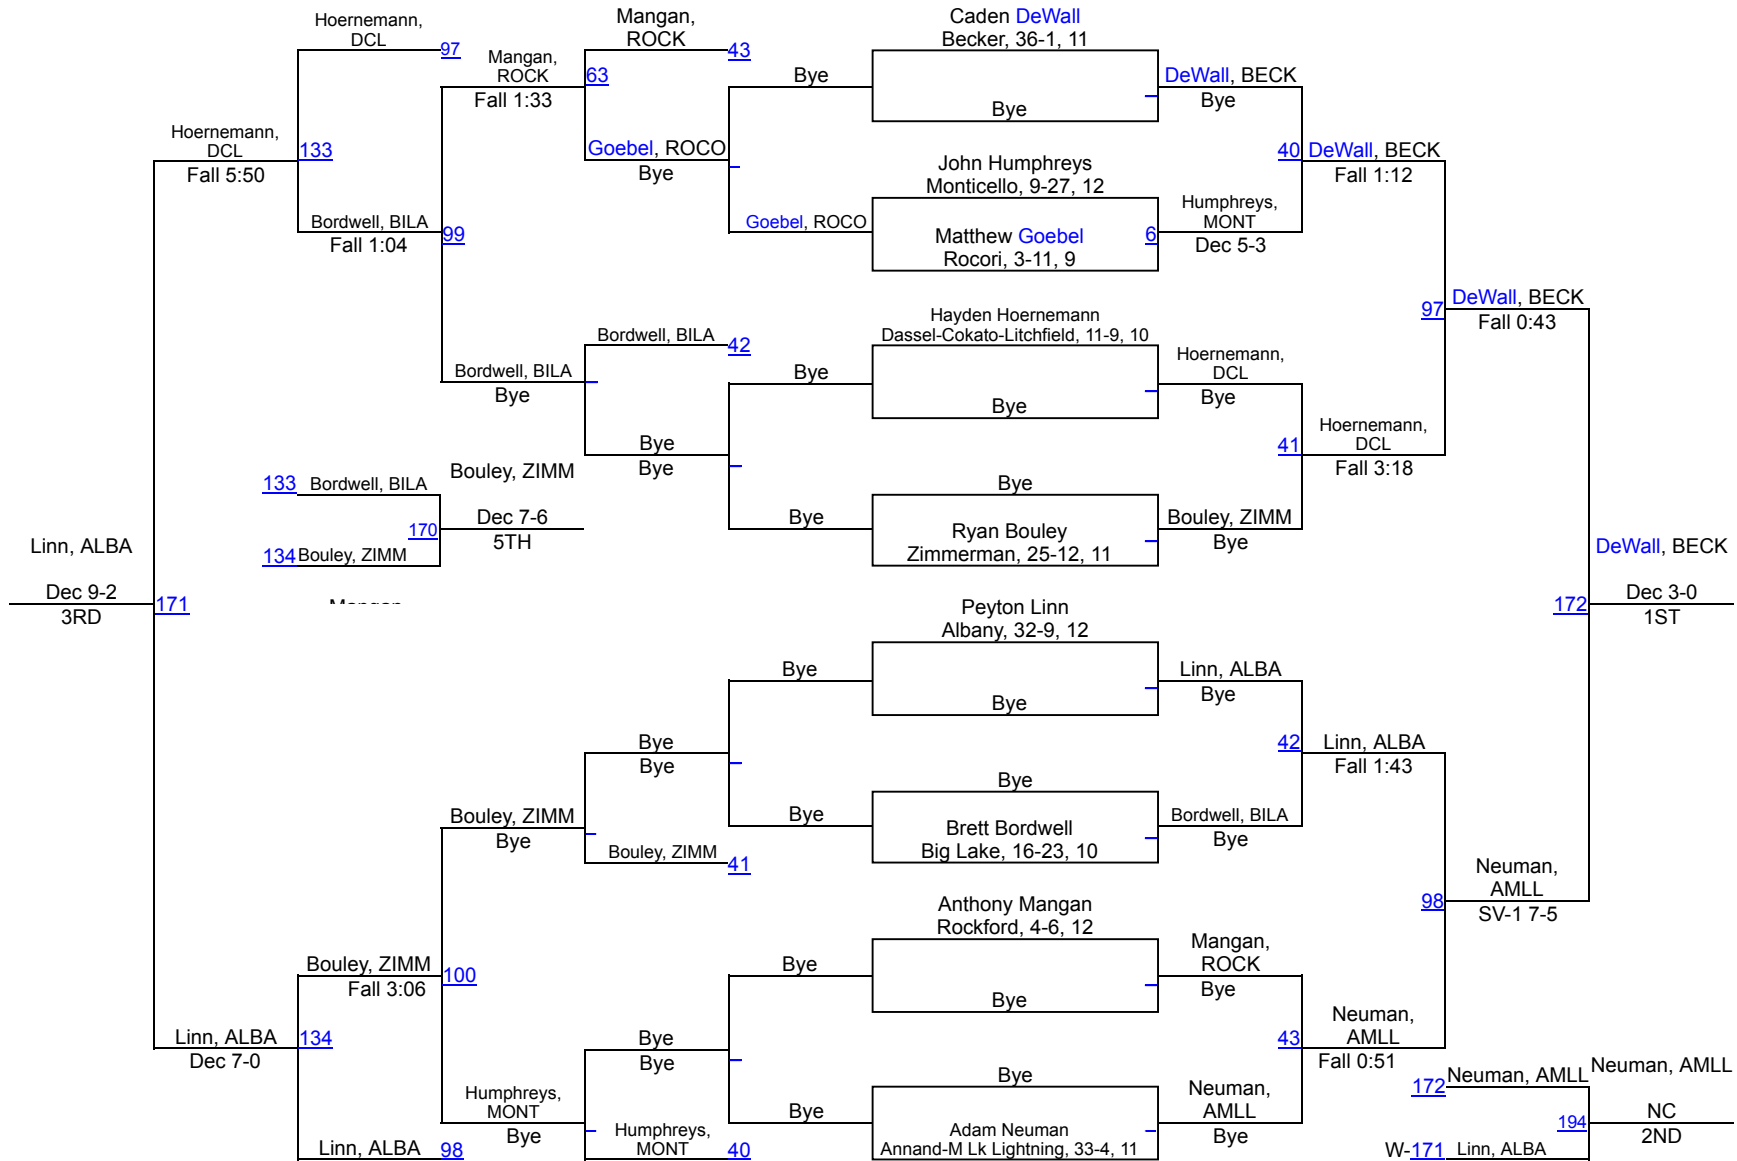 Hoernemann,
DCL
97
Mangan,
ROCK
Fall 1:33
63
Mangan,
ROCK
43
Hoernemann,
DCL
Fall 5:50
133
Goebel, ROCO
Bye
Bordwell, BILA
Fall 1:04
99
Bye
Goebel, ROCO
Caden DeWall
Becker, 36-1, 11
Bye
DeWall, BECK
Bye
John Humphreys
Monticello, 9-27, 12
Matthew Goebel
Rocori, 3-11, 9
6
Humphreys,
MONT
Dec 5-3
40
DeWall, BECK
Fall 1:12
Bordwell, BILA
Bye
Bordwell, BILA
42
Bye
Bye
Bye
Bye
Hayden Hoernemann
Dassel-Cokato-Litchfield, 11-9, 10
Bye
Hoernemann,
DCL
Bye
Bye
Ryan Bouley
Zimmerman, 25-12, 11
Bouley, ZIMM
Bye
41
Hoernemann,
DCL
Fall 3:18
97
DeWall, BECK
Fall 0:43
133
Bordwell, BILA
134
Bouley, ZIMM
170
Bouley, ZIMM
Dec 7-6
5TH
Linn, ALBA
Dec 9-2
3RD
171
DeWall, BECK
172
Dec 3-0
1ST
Bye
Peyton Linn
Albany, 32-9, 12
Bye
Linn, ALBA
Bye
Bye
Bye
Bye
Bye
Brett Bordwell
Big Lake, 16-23, 10
Bordwell, BILA
Bye
42
Linn, ALBA
Fall 1:43
Bouley, ZIMM
Bye
Bouley, ZIMM
41
Anthony Mangan
Rockford, 4-6, 12
Bye
Bye
Mangan,
ROCK
Bye
98
Neuman,
AMLL
SV-1 7-5
Bouley, ZIMM
Fall 3:06
100
Linn, ALBA
Dec 7-0
134
Bye
Bye
Bye
Bye
Adam Neuman
Annand-M Lk Lightning, 33-4, 11
Neuman,
AMLL
Bye
43
Neuman,
AMLL
Fall 0:51
Humphreys,
MONT
Bye
Humphreys,
MONT
40
Linn, ALBA
98
172
Neuman, AMLL
W-171
Linn, ALBA
194
Neuman, AMLL
NC
2ND